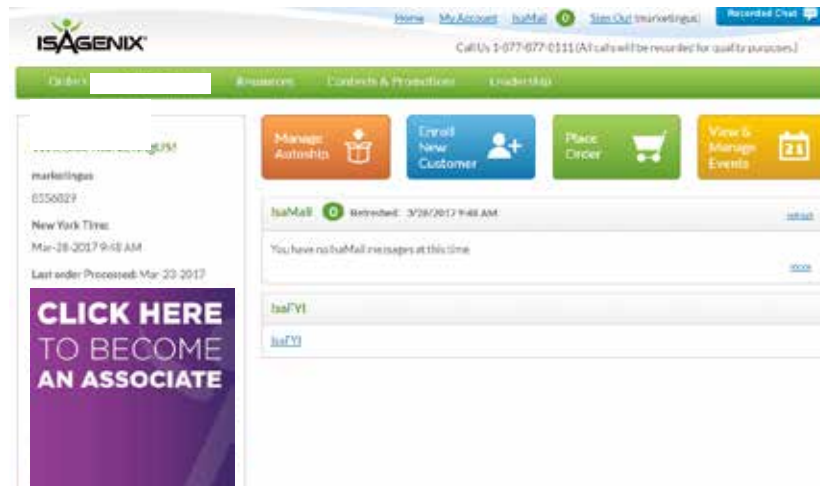 Home My Account IsaMail 0 Sign Out (marketingus) Recorded Chat
ISAGENIX
Call Us 1-877-877-8111 (All calls will be recorded for quality purposes.)
Orders Resources Contests & Promotions Leadership
Manage Autoship
Enroll New Customer
Place Order
View & Manage Events
21
marketingus
New York Time:
Mar-28-2017 9:48 AM
Last order Processed: Mar-23-2017
IsaMail 0 Refreshed: 3/28/2017 9:48 AM
refresh
You have no IsaMail messages at this time
more
IsaFYI
IsaFYI
CLICK HERE
TO BECOME
AN ASSOCIATE